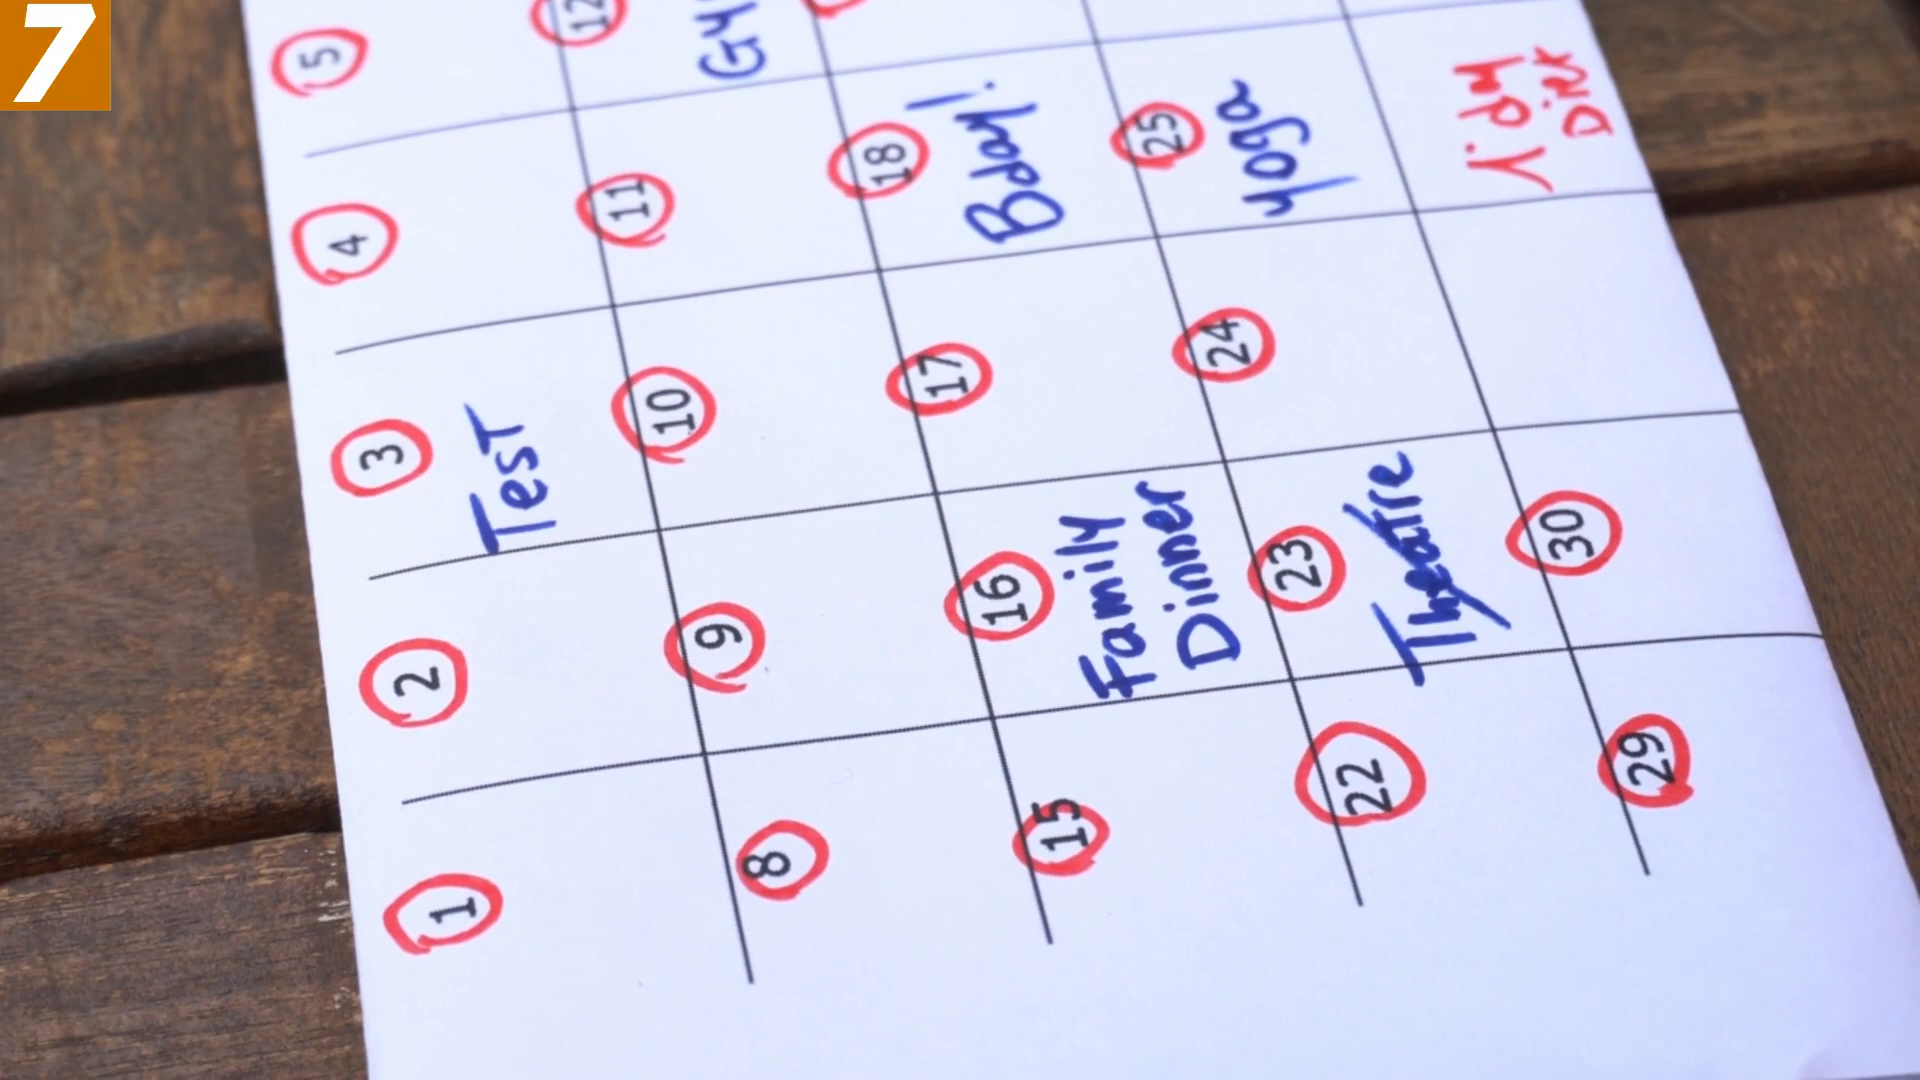 7
1 2 3 4 5
Test
8 9 10 11 12
15 16 17 18
Family Bday!
Dinner
22 23 24 25
Theatre Yoga
29 30